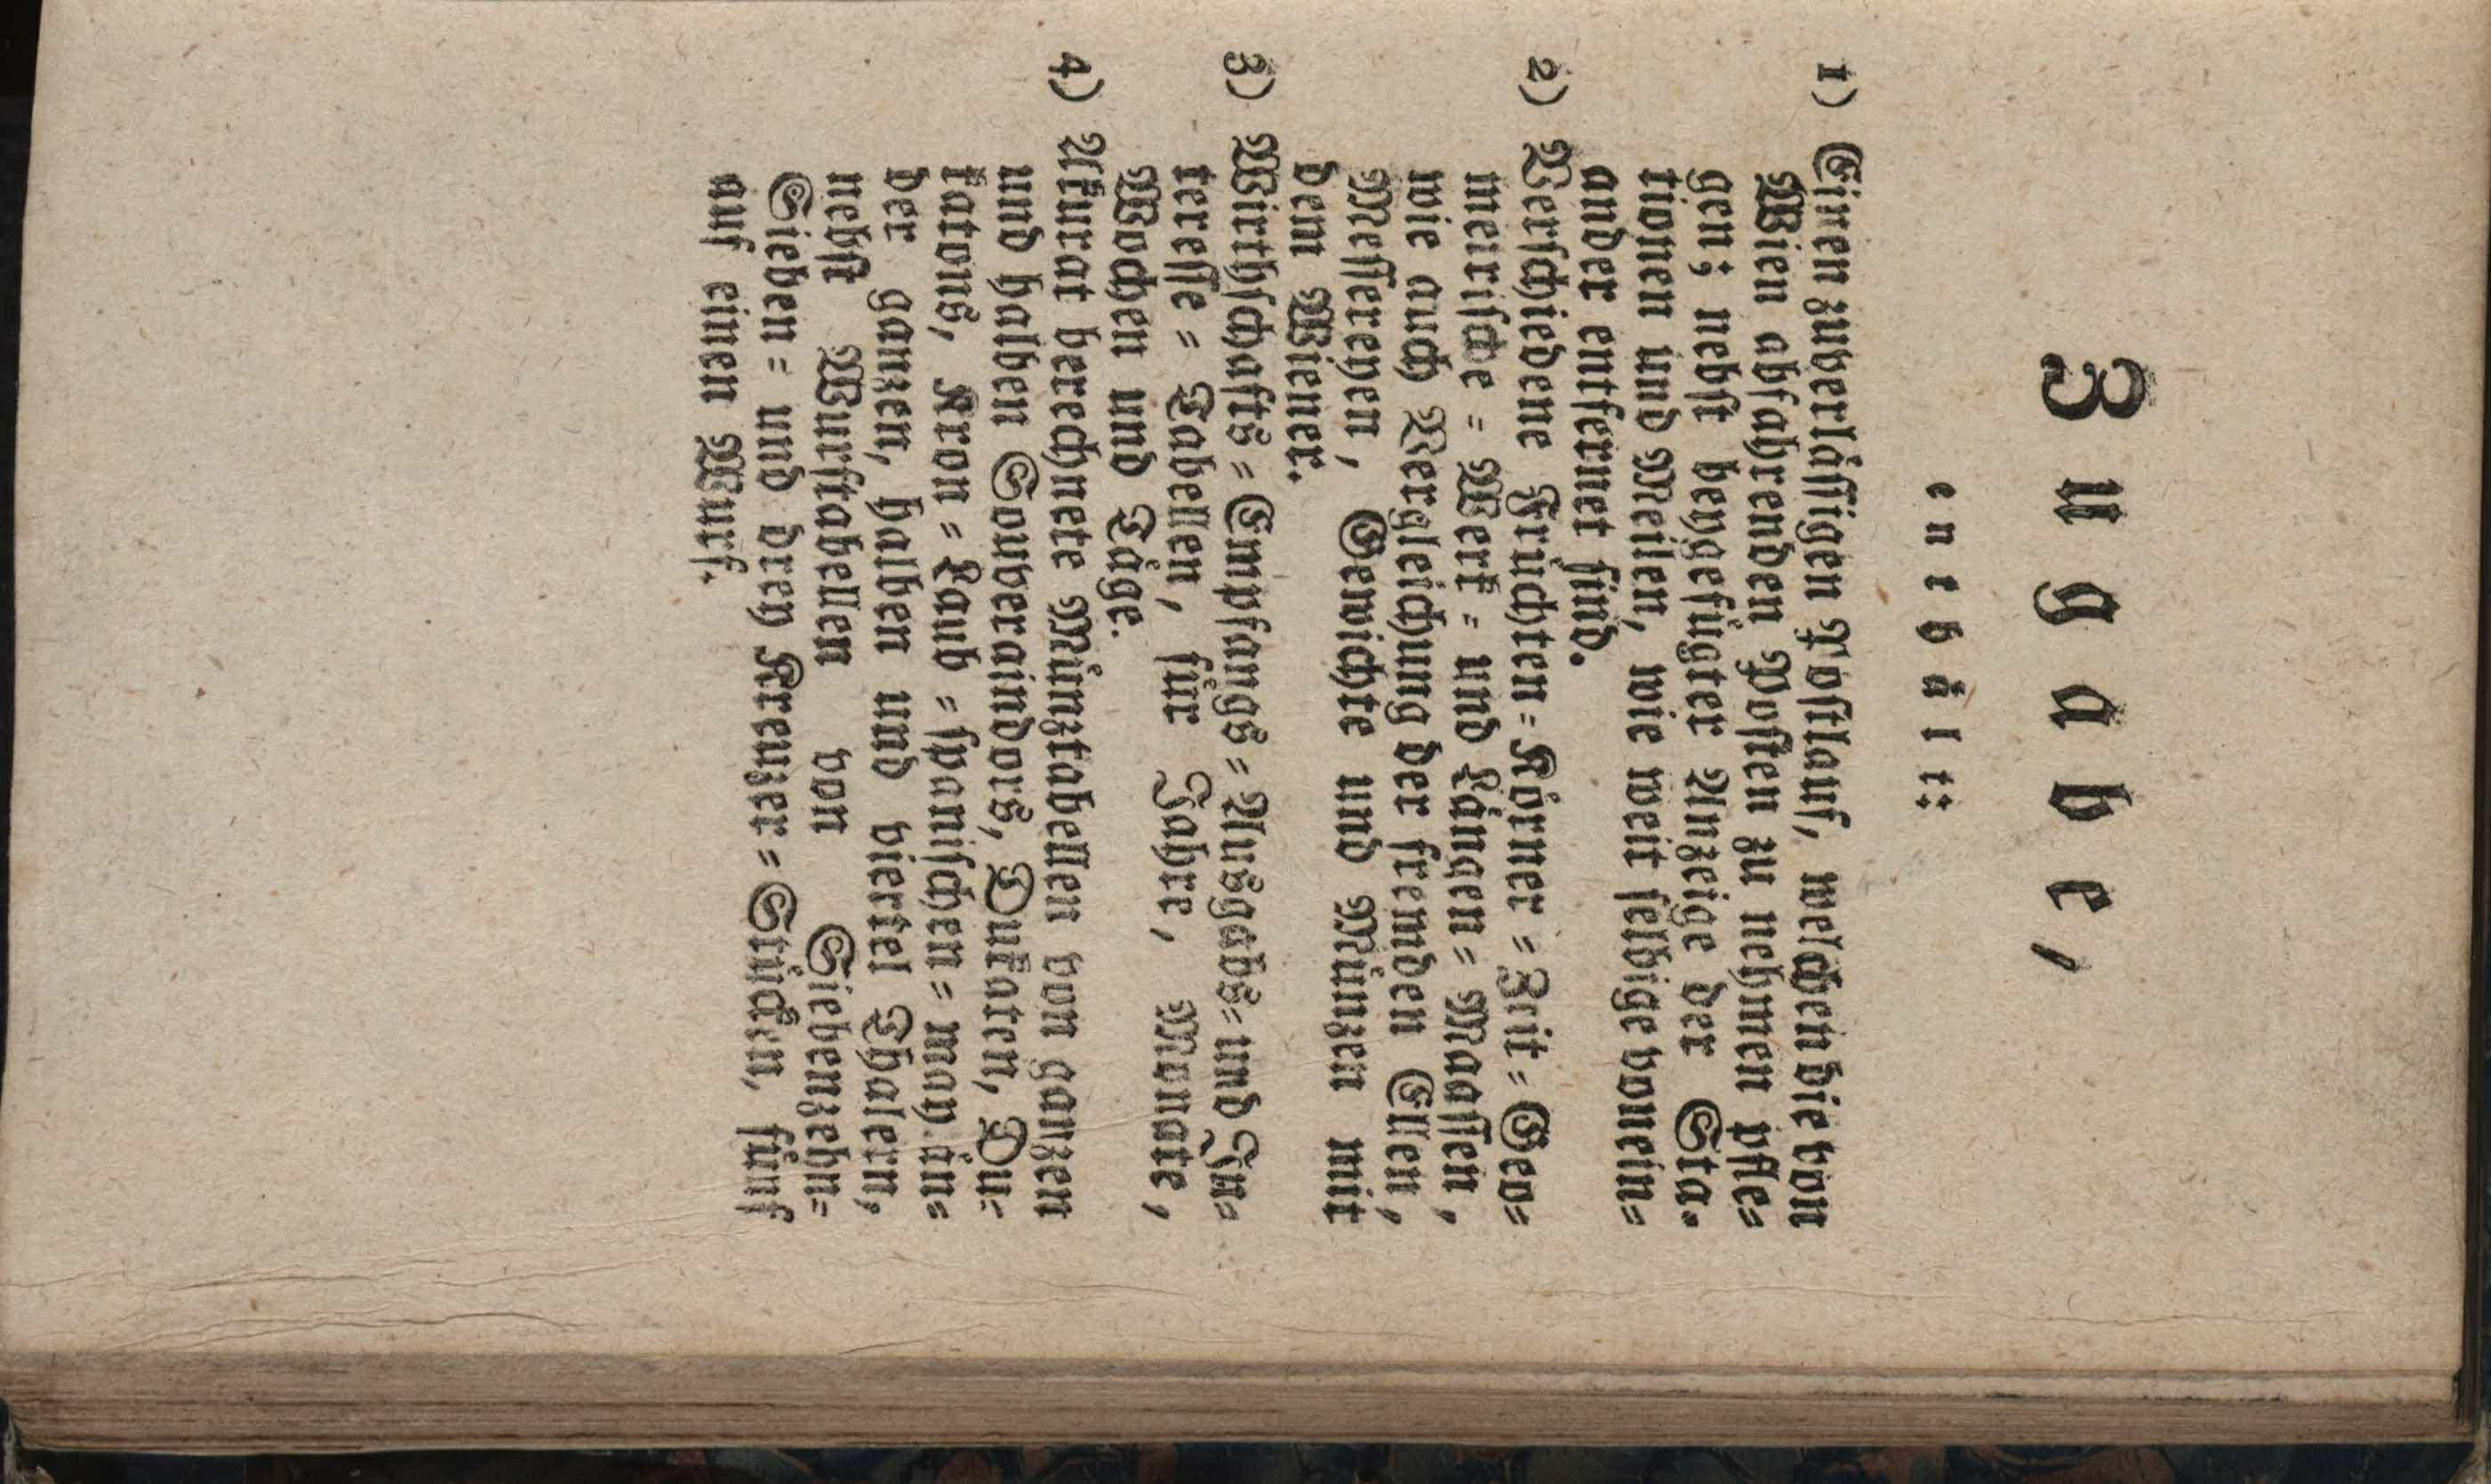 Zugabe,
enthält:
1) Einen zuverläſſigen Poſtlauf, welchen die von
Wien abfahrenden Poſten zu nehmen pfle=
gen; nebſt beygefügter Anzeige der Sta=
tionen und Meilen, wie weit ſelbige vonein=
ander entfernet ſind.
2) Verſchiedene Früchten=Körner=Zeit=Geo=
metriſche=Werk=und Längen=Maaſſen,
wie auch Vergleichung der fremden Ellen,
Meſſereyen, Gewichte und Münzen mit
dem Wiener.
3) Wirthſchafts=Empfangs=Ausgabs=und In=
tereſſe=Tabellen, für Jahre, Monate,
Wochen und Täge.
4) Akurat berechnete Münztabellen von ganzen
und halben Souveraindors, Dukaten, Du=
katons, Kron=Laub=ſpaniſchen=maylän=
der ganzen, halben und viertel Thalern,
nebſt Wurftabellen von Siebenzehn=
Sieben=und drey Kreuzer=Stücken, fünf
auf einen Wurf.